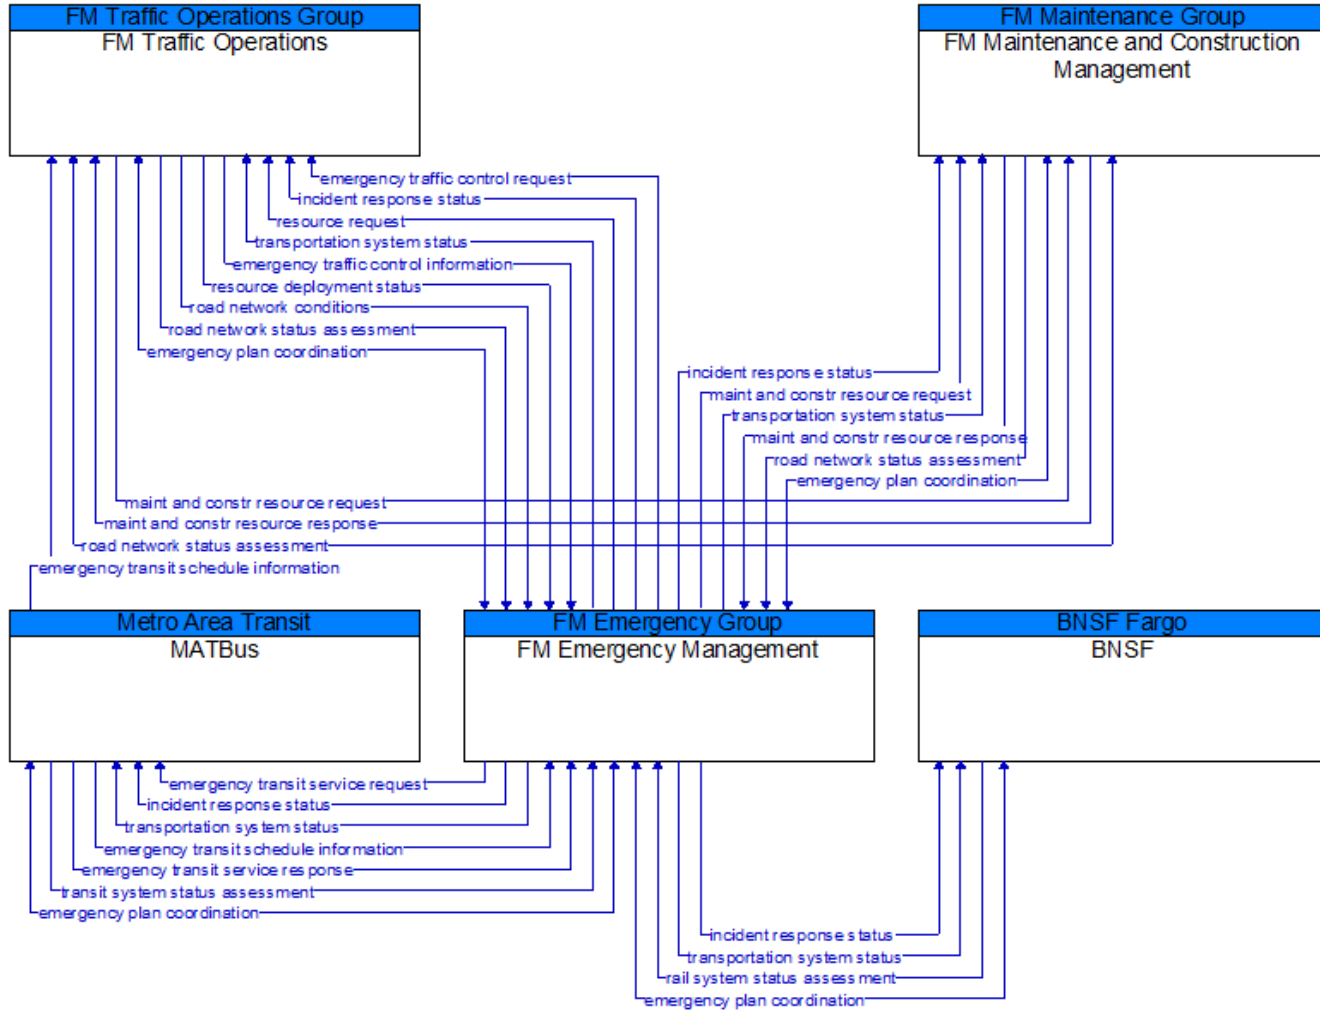 FM Traffic Operations Group
FM Traffic Operations
FM Maintenance Group
FM Maintenance and Construction
Management
emergency traffic control request
incident response status
resource request
transportation system status
emergency traffic control information
resource deployment status
road network conditions
road network status assessment
emergency plan coordination
incident response status
maint and constr resource request
transportation system status
maint and constr resource response
road network status assessment
emergency plan coordination
maint and constr resource request
maint and constr resource response
road network status assessment
emergency transit schedule information
Metro Area Transit
MATBus
FM Emergency Group
FM Emergency Management
BNSF Fargo
BNSF
emergency transit service request
incident response status
transportation system status
emergency transit schedule information
emergency transit service response
transit system status assessment
emergency plan coordination
incident response status
transportation system status
rail system status assessment
emergency plan coordination